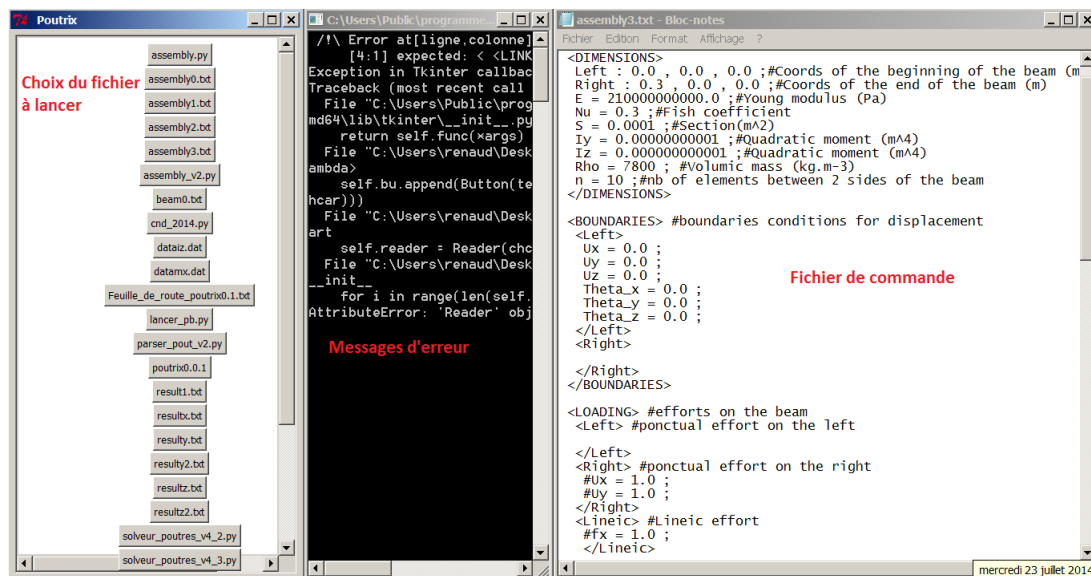 Poutrix
assembly.py
Choix du fichier
à lancer
assembly0.txt
assembly1.txt
assembly2.txt
assembly3.txt
assembly_v2.py
beam0.txt
cnd_2014.py
dataiz.dat
datamx.dat
Feuille_de_route_poutrix0.1.txt
lancer_pb.py
parser_pout_v2.py
poutrix0.0.1
result1.txt
resultx.txt
resulty.txt
resulty2.txt
resultz.txt
resultz2.txt
solveur_poutres_v4_2.py
solveur_poutres_v4_3.py
C:\Users\Public\programme...
/!\ Error at[ligne,colonne]
[4:1] expected: < <LINK
Exception in Tkinter callbac
Traceback (most recent call
File "C:\Users\Public\prog
md64\lib\tkinter\__init__.py
return self.func(*args)
File "C:\Users\renaud\Desk
ambda>
self.bu.append(Button(te
hcar)))
File "C:\Users\renaud\Desk
art
self.reader = Reader(chc
File "C:\Users\renaud\Desk
__init__
for i in range(len(self.
AttributeError: 'Reader' obj
Messages d'erreur
assembly3.txt - Bloc-notes
Fichier Edition Format Affichage ?
<DIMENSIONS>
Left : 0.0 , 0.0 , 0.0 ;#Coords of the beginning of the beam (m
Right : 0.3 , 0.0 , 0.0 ;#Coords of the end of the beam (m)
E = 210000000000.0 ;#Young modulus (Pa)
Nu = 0.3 ;#Fish coefficient
S = 0.0001 ;#Section(m^2)
Iy = 0.00000000001 ;#Quadratic moment (m^4)
Iz = 0.000000000001 ;#Quadratic moment (m^4)
Rho = 7800 ; #Volumic mass (kg.m-3)
n = 10 ;#nb of elements between 2 sides of the beam
</DIMENSIONS>
<BOUNDARIES> #boundaries conditions for displacement
<Left>
Ux = 0.0 ;
Uy = 0.0 ;
Uz = 0.0 ;
Theta_x = 0.0 ;
Theta_y = 0.0 ;
Theta_z = 0.0 ;
</Left>
<Right>
</Right>
</BOUNDARIES>
Fichier de commande
<LOADING> #efforts on the beam
<Left> #ponctual effort on the left
</Left>
<Right> #ponctual effort on the right
#Ux = 1.0 ;
#Uy = 1.0 ;
</Right>
<Lineic> #Lineic effort
#fx = 1.0 ;
</Lineic>
mercredi 23 juillet 2014